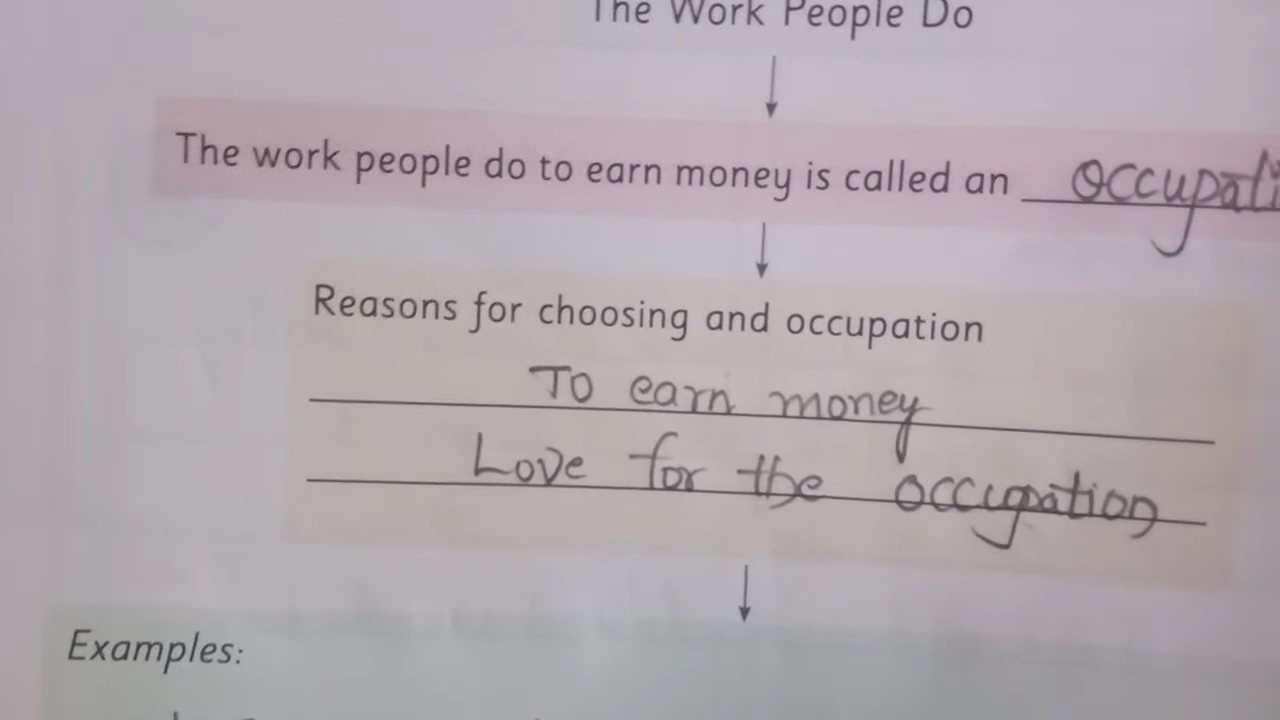 The Work People Do
The work people do to earn money is called an occupati
Reasons for choosing and occupation
To earn money
Love for the occupation
Examples: